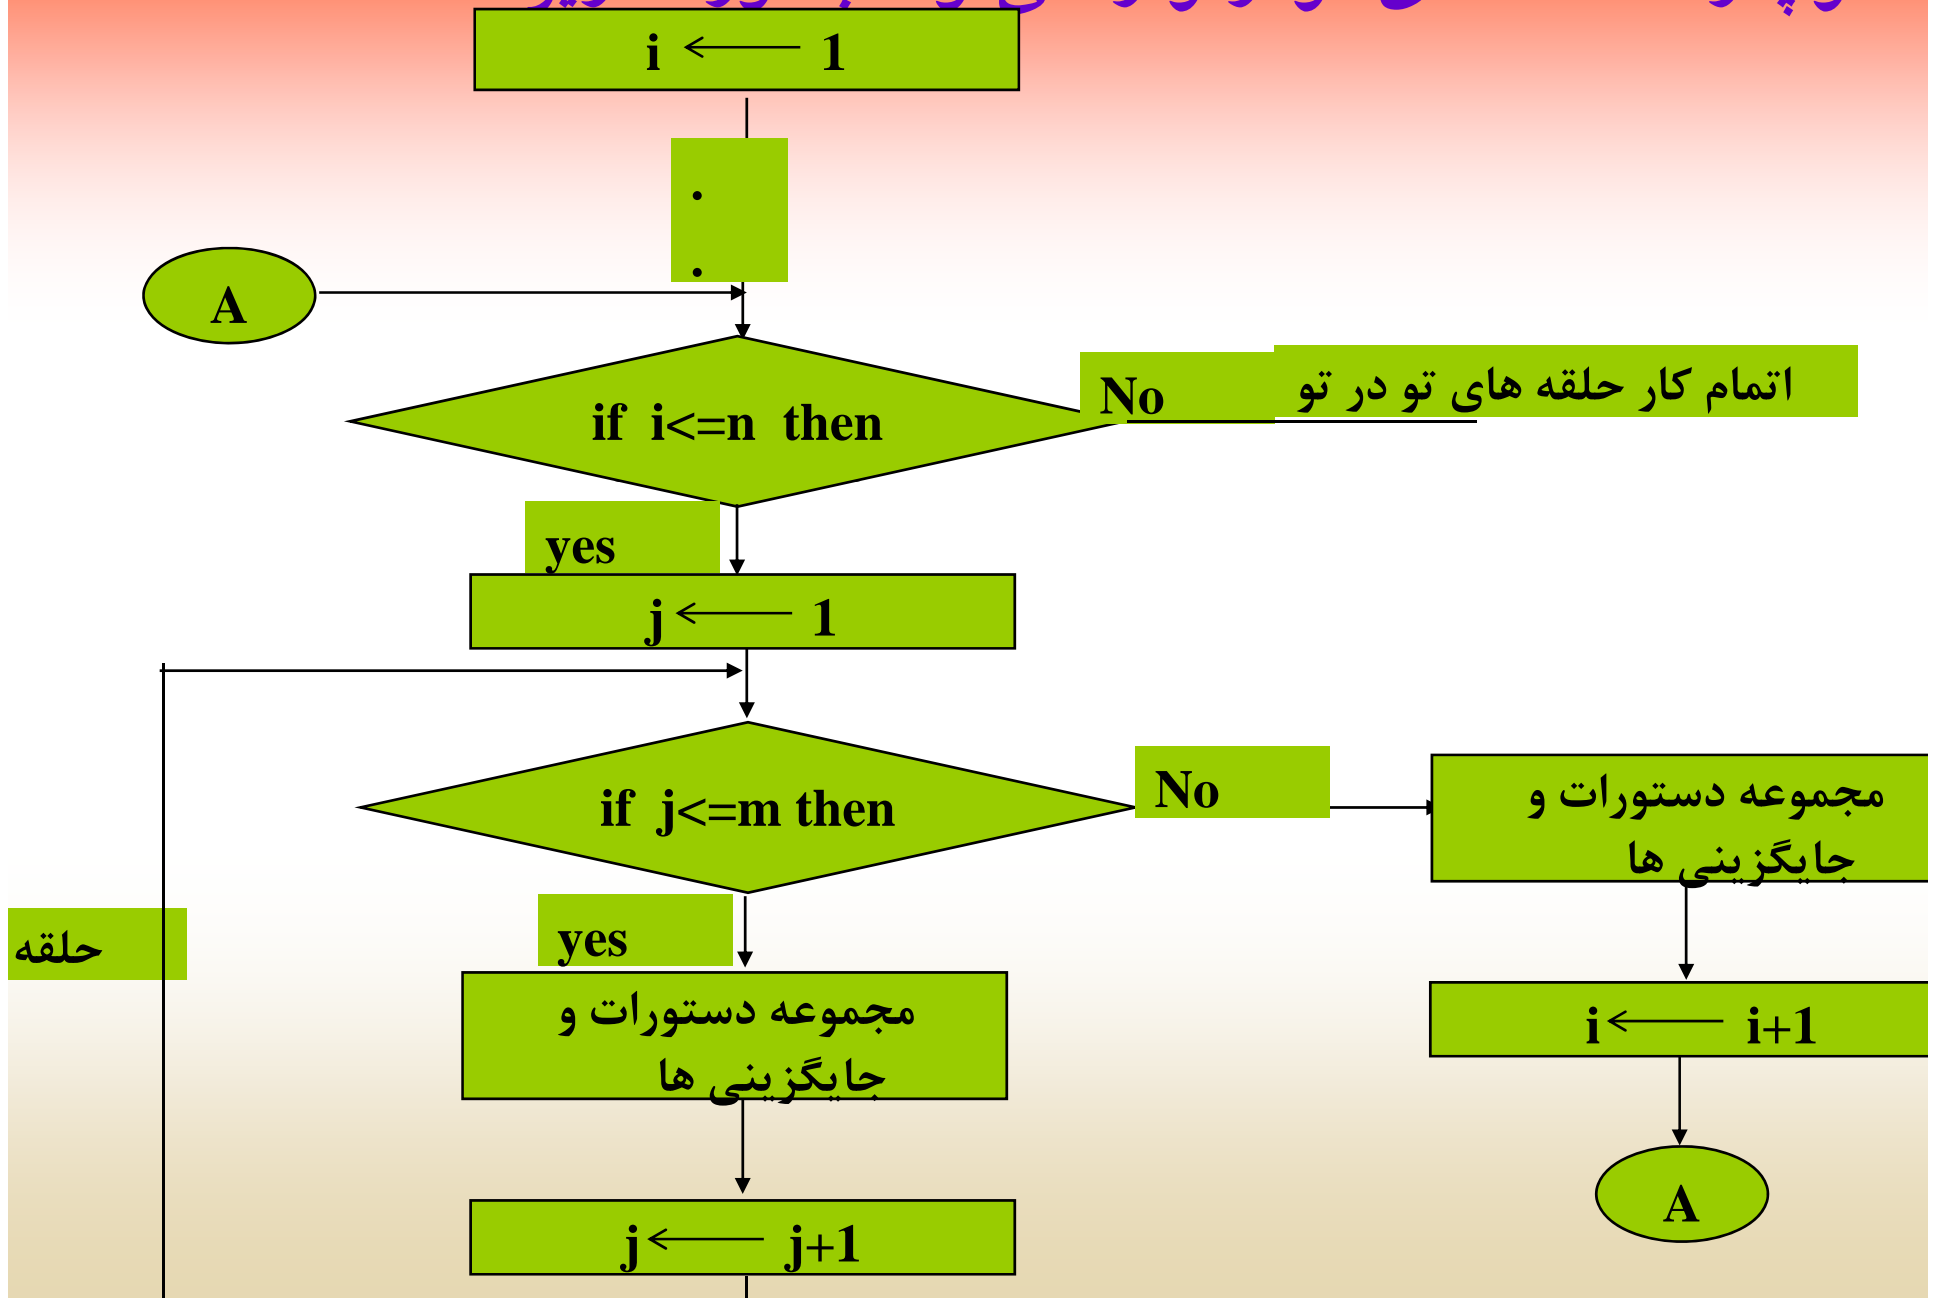 i ← 1
.
.
A
if i<=n then
No
اتمام کار حلقه های تو در تو
yes
j ← 1
if j<=m then
No
مجموعه دستورات و
جایگزینی ها
حلقه
yes
مجموعه دستورات و
جایگزینی ها
i ← i+1
A
j ← j+1